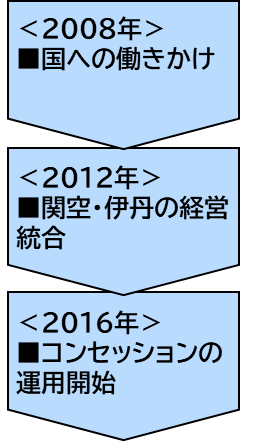 ＜2008年＞
■国への働きかけ
＜2012年＞
■関空・伊丹の経営
統合
＜2016年＞
■コンセッションの
運用開始